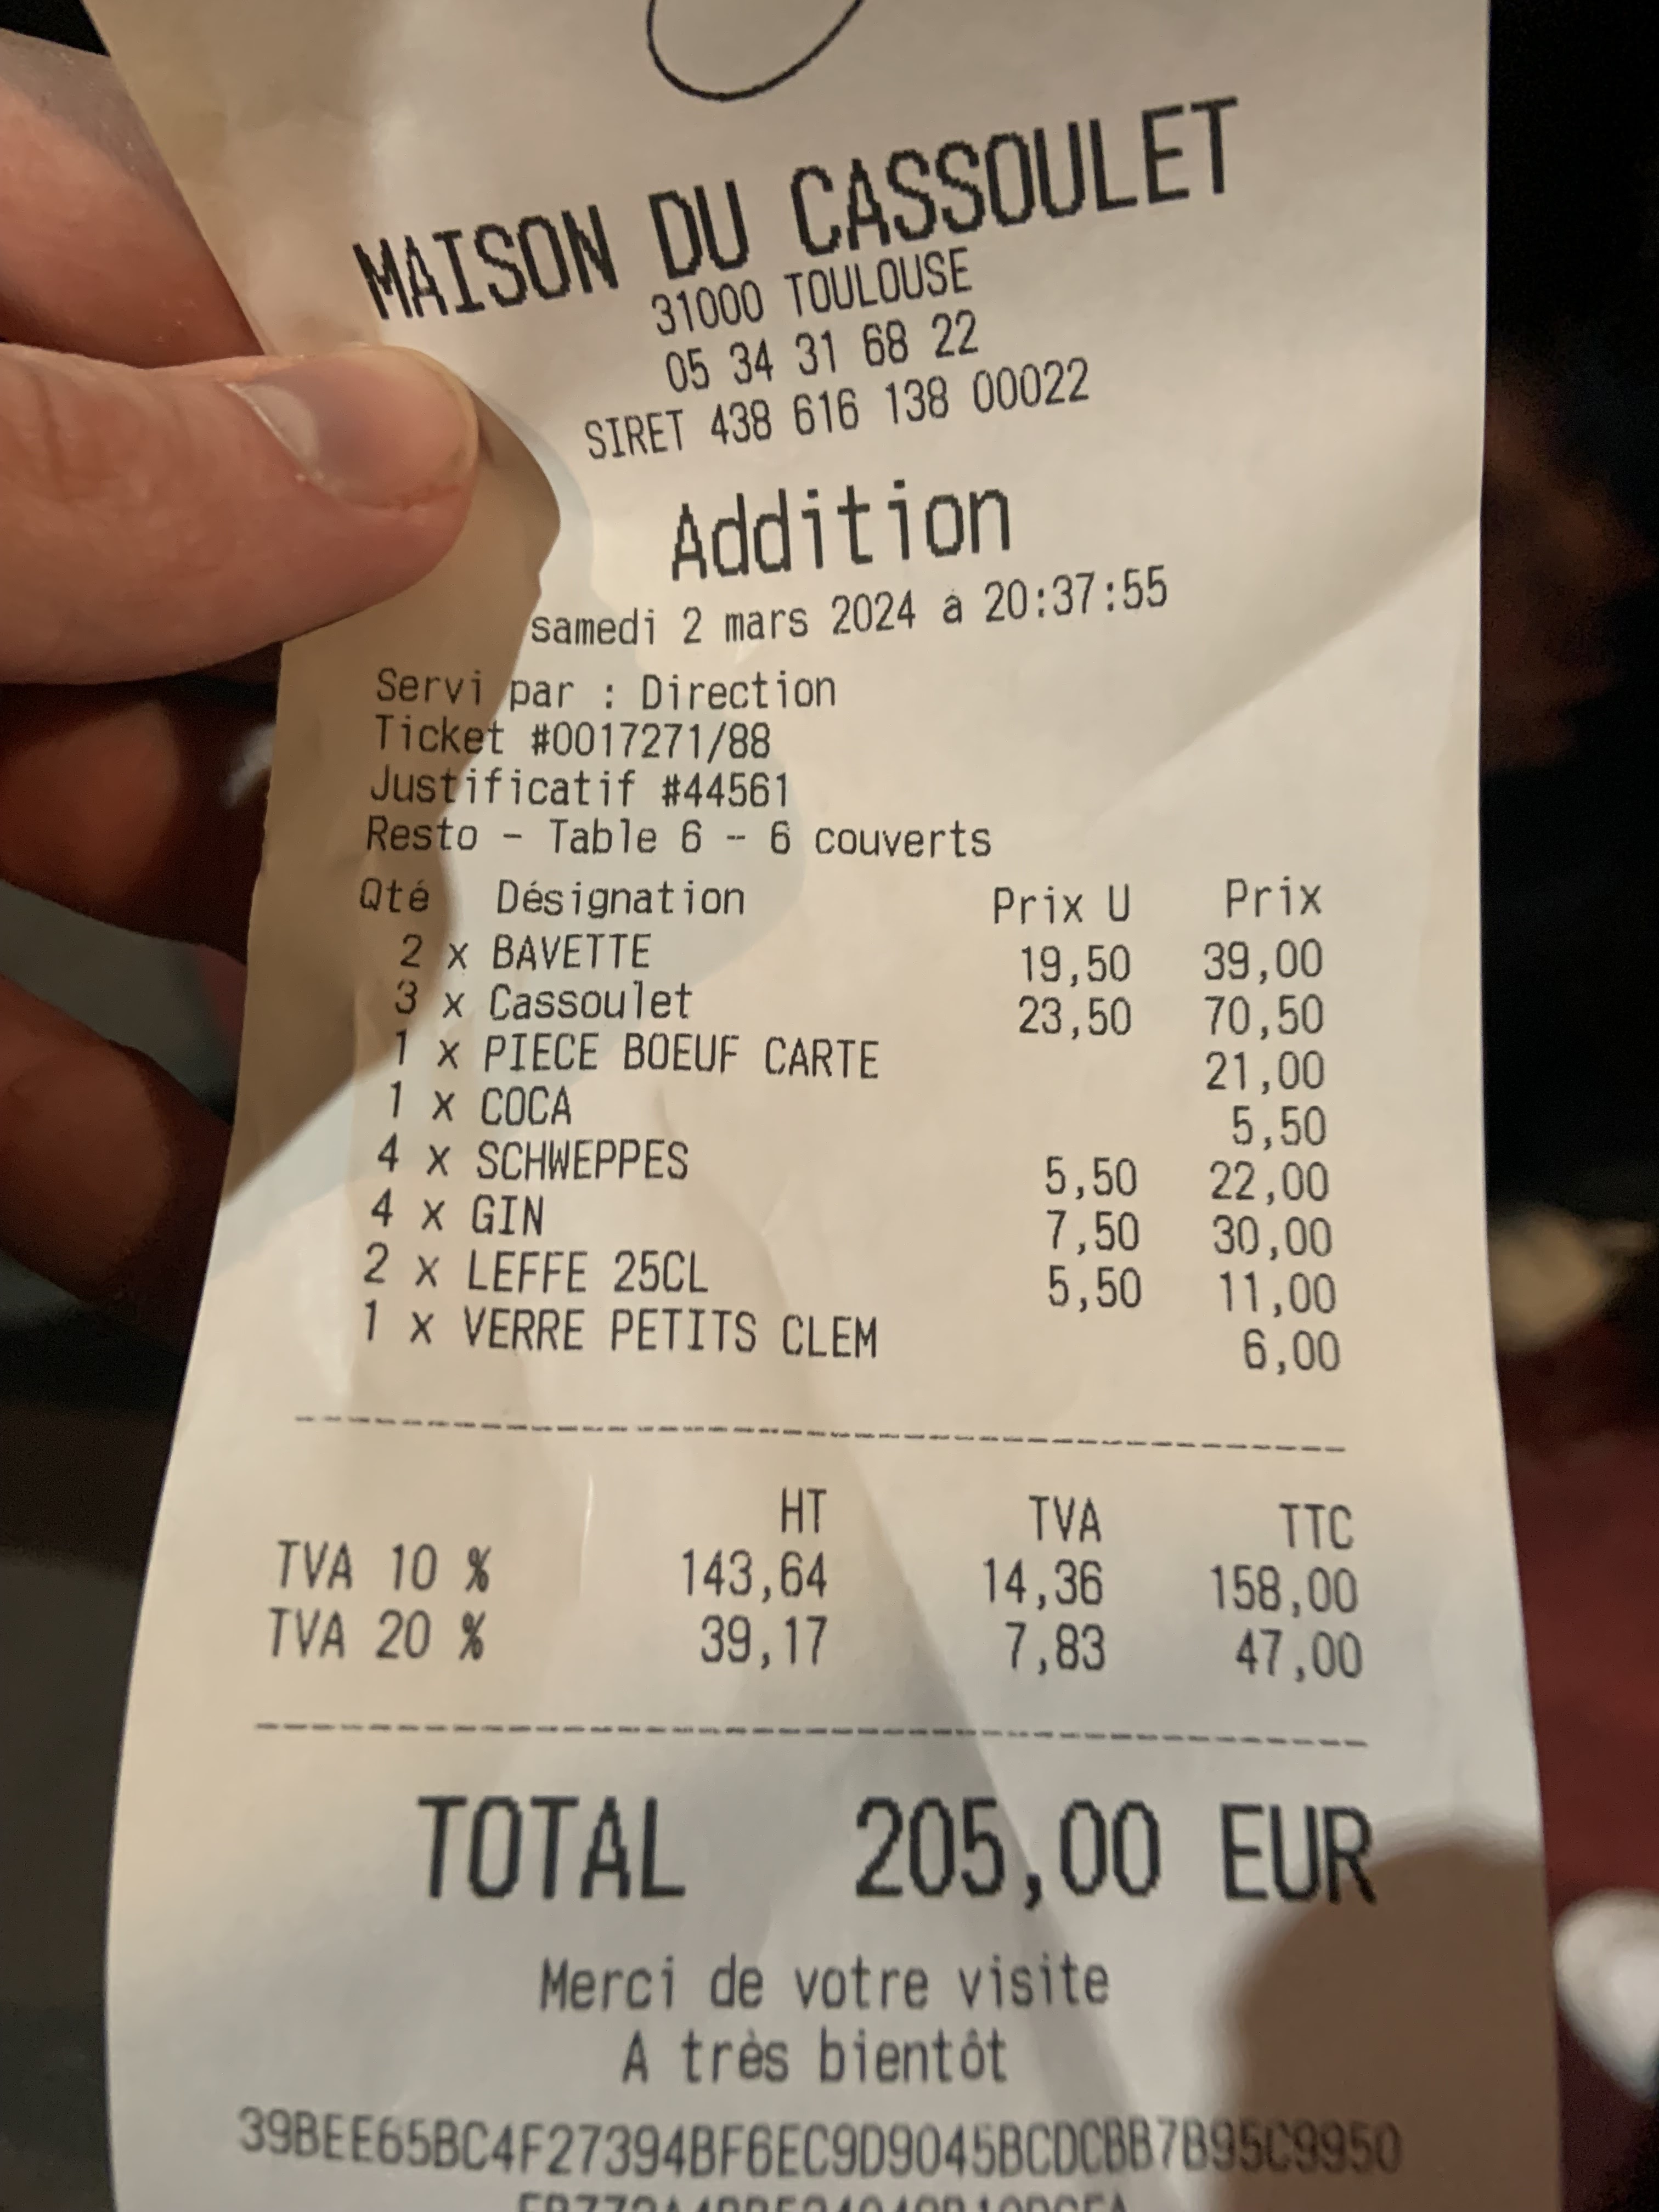 MAISON DU CASSOULET
31000 TOULOUSE
05 34 31 68 22
SIRET 438 616 138 00022
Addition
samedi 2 mars 2024 à 20:37:55
Servi par : Direction
Ticket #0017271/88
Justificatif #44561
Resto - Table 6 - 6 couverts
Qté Désignation Prix U Prix
2 x BAVETTE 19,50 39,00
3 x Cassoulet 23,50 70,50
1 x PIECE BOEUF CARTE 21,00
1 x COCA 5,50
4 x SCHWEPPES 5,50 22,00
4 x GIN 7,50 30,00
2 x LEFFE 25CL 5,50 11,00
1 x VERRE PETITS CLEM 6,00
HT TVA TTC
TVA 10 % 143,64 14,36 158,00
TVA 20 % 39,17 7,83 47,00
TOTAL 205,00 EUR
Merci de votre visite
A très bientôt
39BEE65BC4F27394BF6EC9D9045BCDCBB7B95C9950